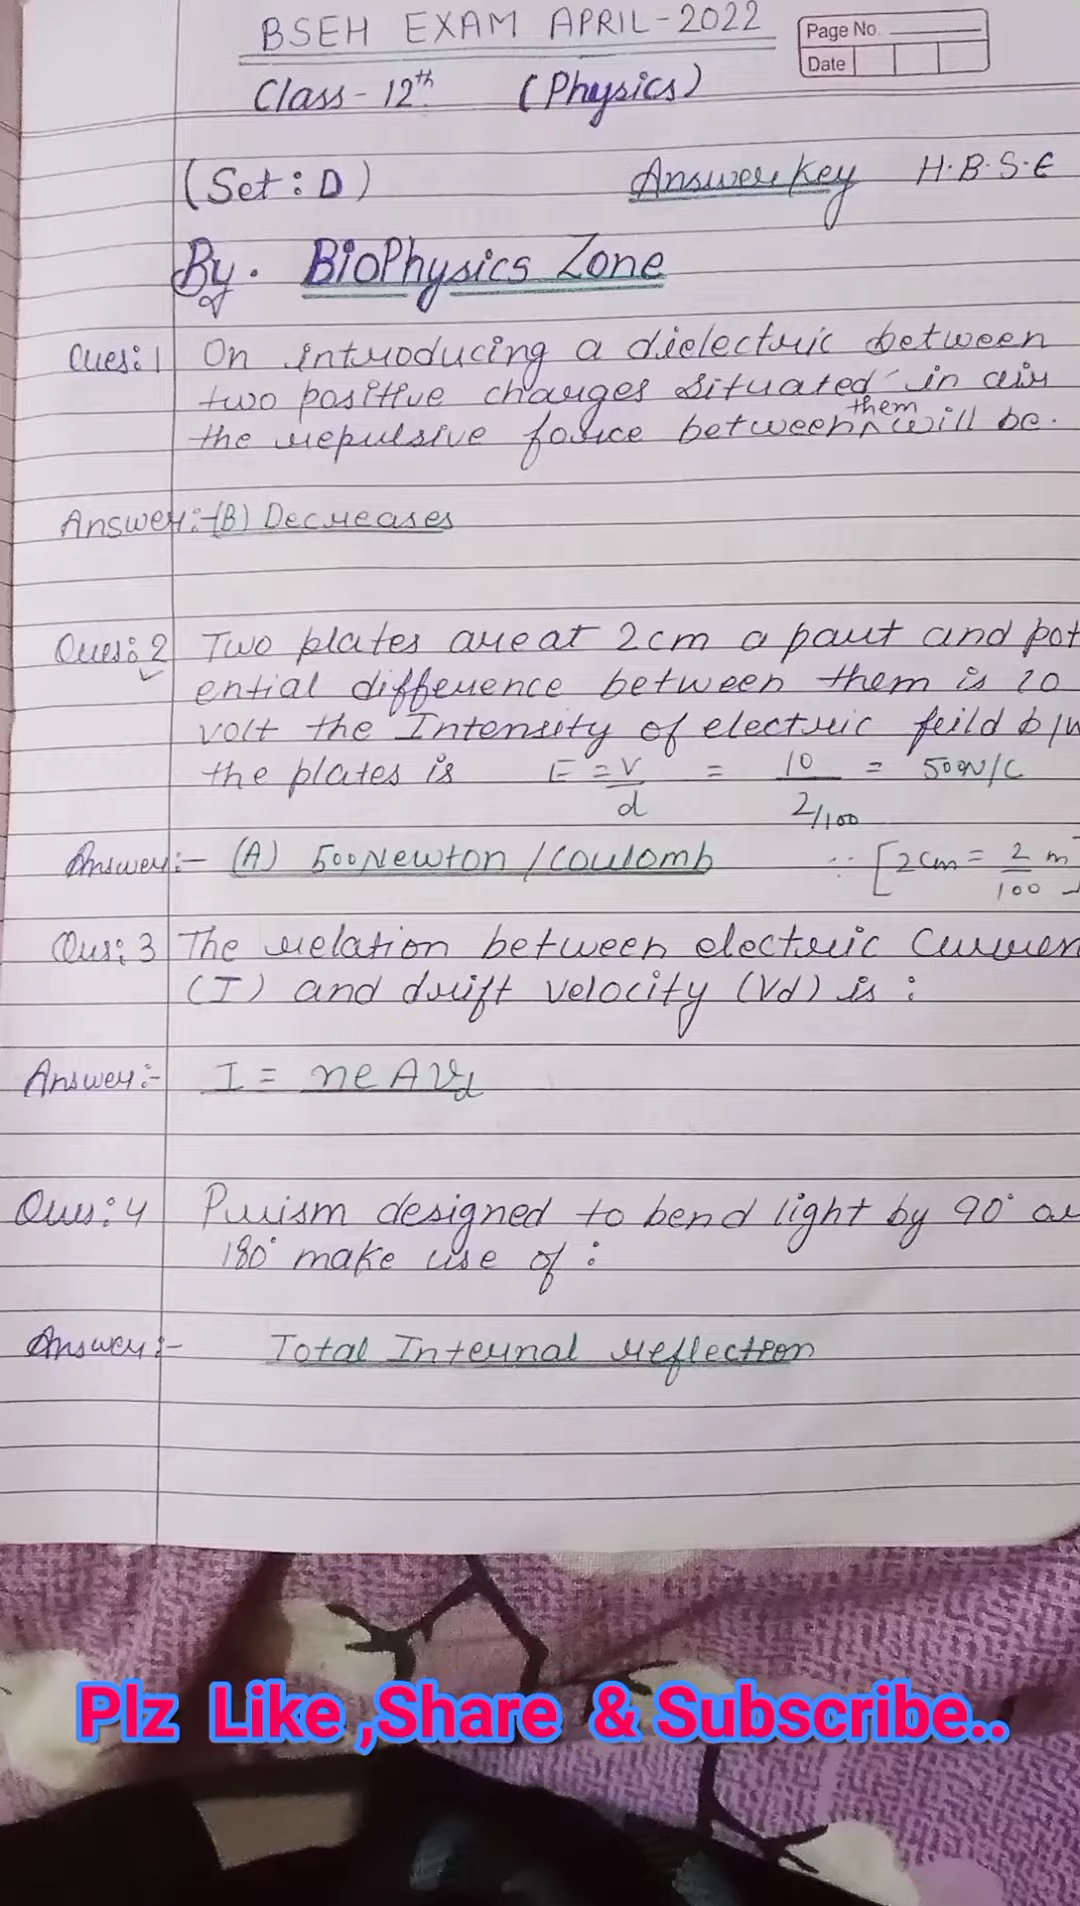 BSEH EXAM APRIL-2022
Page No.
Date
Class-12th (Physics)
(Set: D) Answer key H.B.S.E
By. BioPhysics Zone
Ques:1 On introducing a dielectric between
two positive charges situated in air
the repulsive force between them will be.
Answer:-(B) Decreases
Ques:2 Two plates are at 2cm a part and pot
ential difference between them is 10
volt the Intensity of electric feild b/w
the plates is E = V/d = 10/2/100 = 500N/C
Answer:- (A) 500 Newton / Coulomb ∵ [2cm = 2/100 m]
Qus: 3 The relation between electric Curren
(I) and drift velocity (Vd) is :
Answer:- I = neAVd
Ques:4 Prism designed to bend light by 90° or
180° make use of :
Answer:- Total Internal reflection
Plz Like ,Share & Subscribe..